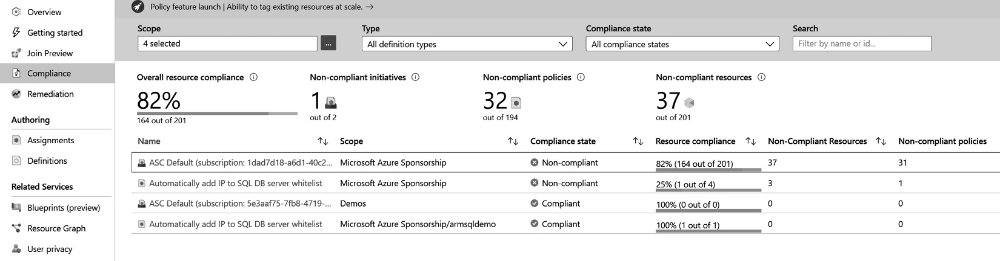 Overview
Getting started
Join Preview
Compliance
Remediation
Authoring
Assignments
Definitions
Related Services
Blueprints (preview)
Resource Graph
User privacy
Policy feature launch | Ability to tag existing resources at scale. →
Scope Type Compliance state Search
4 selected ... All definition types All compliance states Filter by name or id...
Overall resource compliance Non-compliant initiatives Non-compliant policies Non-compliant resources
82% 1 32 37
164 out of 201 out of 2 out of 194 out of 201
Name Scope Compliance state Resource compliance Non-Compliant Resources Non-compliant policies
ASC Default (subscription: 1dad7d18-a6d1-40c2... Microsoft Azure Sponsorship Non-compliant 82% (164 out of 201) 37 31
Automatically add IP to SQL DB server whitelist Microsoft Azure Sponsorship Non-compliant 25% (1 out of 4) 3 1
ASC Default (subscription: 5e3aaf75-7fb8-4719-... Demos Compliant 100% (0 out of 0) 0 0
Automatically add IP to SQL DB server whitelist Microsoft Azure Sponsorship/armsqldemo Compliant 100% (1 out of 1) 0 0